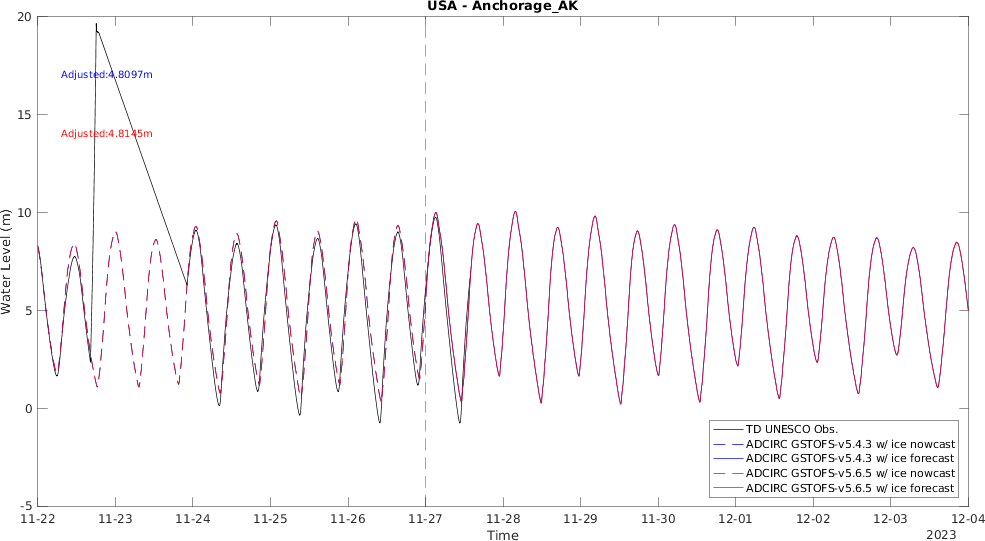 USA - Anchorage_AK
20
15
10
5
0
-5
Water Level (m)
Adjusted:4.8097m
Adjusted:4.8145m
TD UNESCO Obs.
ADCIRC GSTOFS-v5.4.3 w/ ice nowcast
ADCIRC GSTOFS-v5.4.3 w/ ice forecast
ADCIRC GSTOFS-v5.6.5 w/ ice nowcast
ADCIRC GSTOFS-v5.6.5 w/ ice forecast
11-22 11-23 11-24 11-25 11-26 11-27 11-28 11-29 11-30 12-01 12-02 12-03 12-04
Time
2023